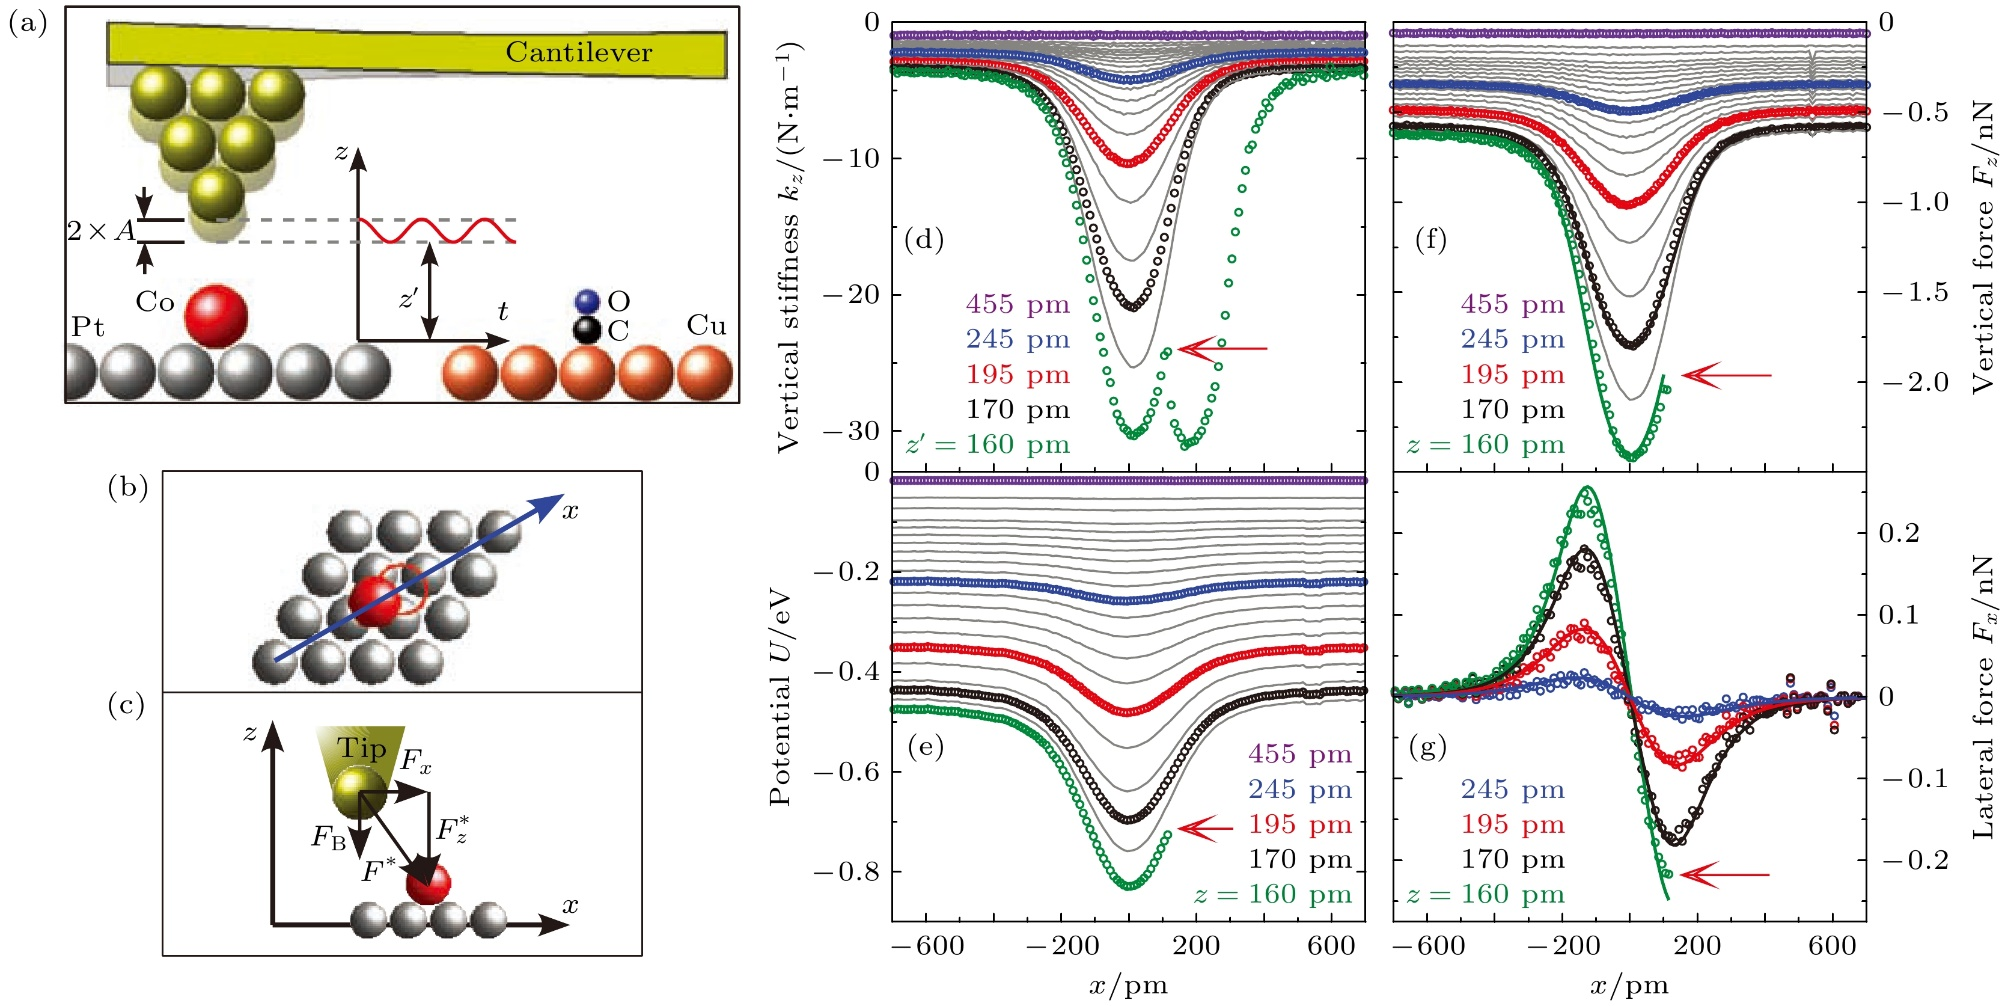 (a)
Cantilever
z
2 × A
z′
t
Co
Pt
O
C
Cu
(b)
x
(c)
z
Tip
F_x
F_B
F*
F_z*
x
Vertical stiffness k_z/(N·m⁻¹)
0
−10
−20
−30
(d)
455 pm
245 pm
195 pm
170 pm
z′ = 160 pm
Vertical force F_z/nN
0
−0.5
−1.0
−1.5
−2.0
(f)
455 pm
245 pm
195 pm
170 pm
z = 160 pm
Potential U/eV
0
−0.2
−0.4
−0.6
−0.8
(e)
455 pm
245 pm
195 pm
170 pm
z = 160 pm
−600
−200
200
600
x/pm
Lateral force F_x/nN
0.2
0.1
0
−0.1
−0.2
(g)
245 pm
195 pm
170 pm
z = 160 pm
−600
−200
200
600
x/pm